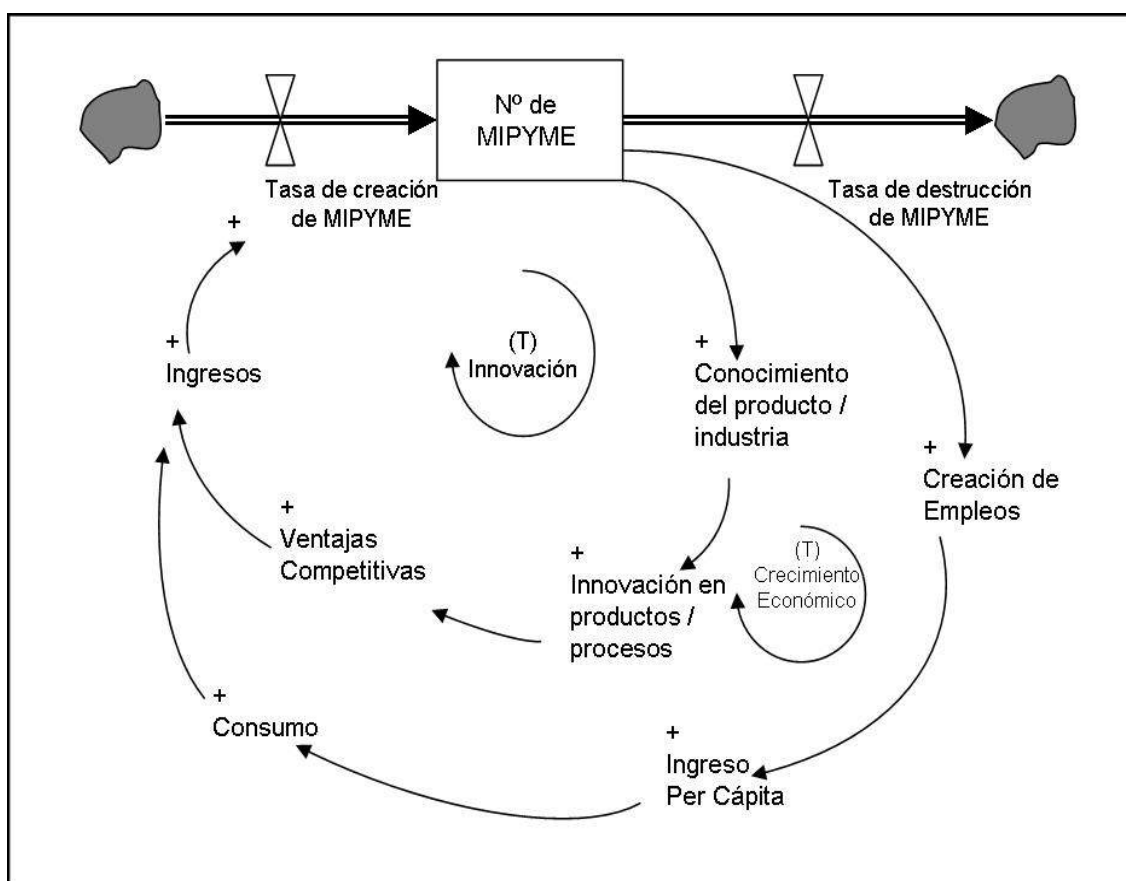 Nº de
MIPYME
Tasa de creación
de MIPYME
Tasa de destrucción
de MIPYME
+
+
Ingresos
(T)
Innovación
+
Conocimiento
del producto /
industria
+
Creación de
Empleos
+
Ventajas
Competitivas
+
Innovación en
productos /
procesos
(T)
Crecimiento
Económico
+
Consumo
+
Ingreso
Per Cápita